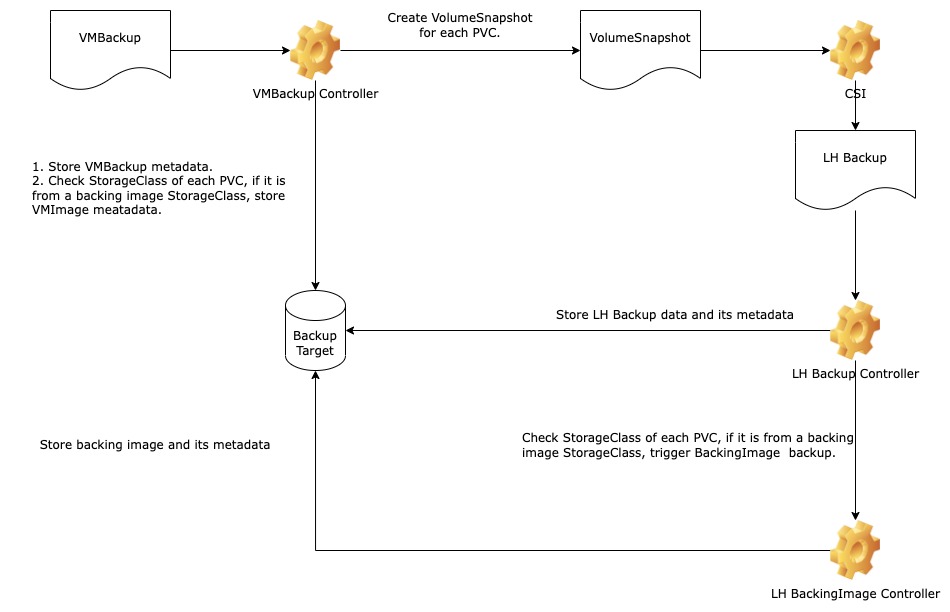 VMBackup
Create VolumeSnapshot
for each PVC.
VolumeSnapshot
VMBackup Controller
CSI
LH Backup
1. Store VMBackup metadata.
2. Check StorageClass of each PVC, if it is
from a backing image StorageClass, store
VMImage meatadata.
Store LH Backup data and its metadata
Backup
Target
LH Backup Controller
Store backing image and its metadata
Check StorageClass of each PVC, if it is from a backing
image StorageClass, trigger BackingImage  backup.
LH BackingImage Controller